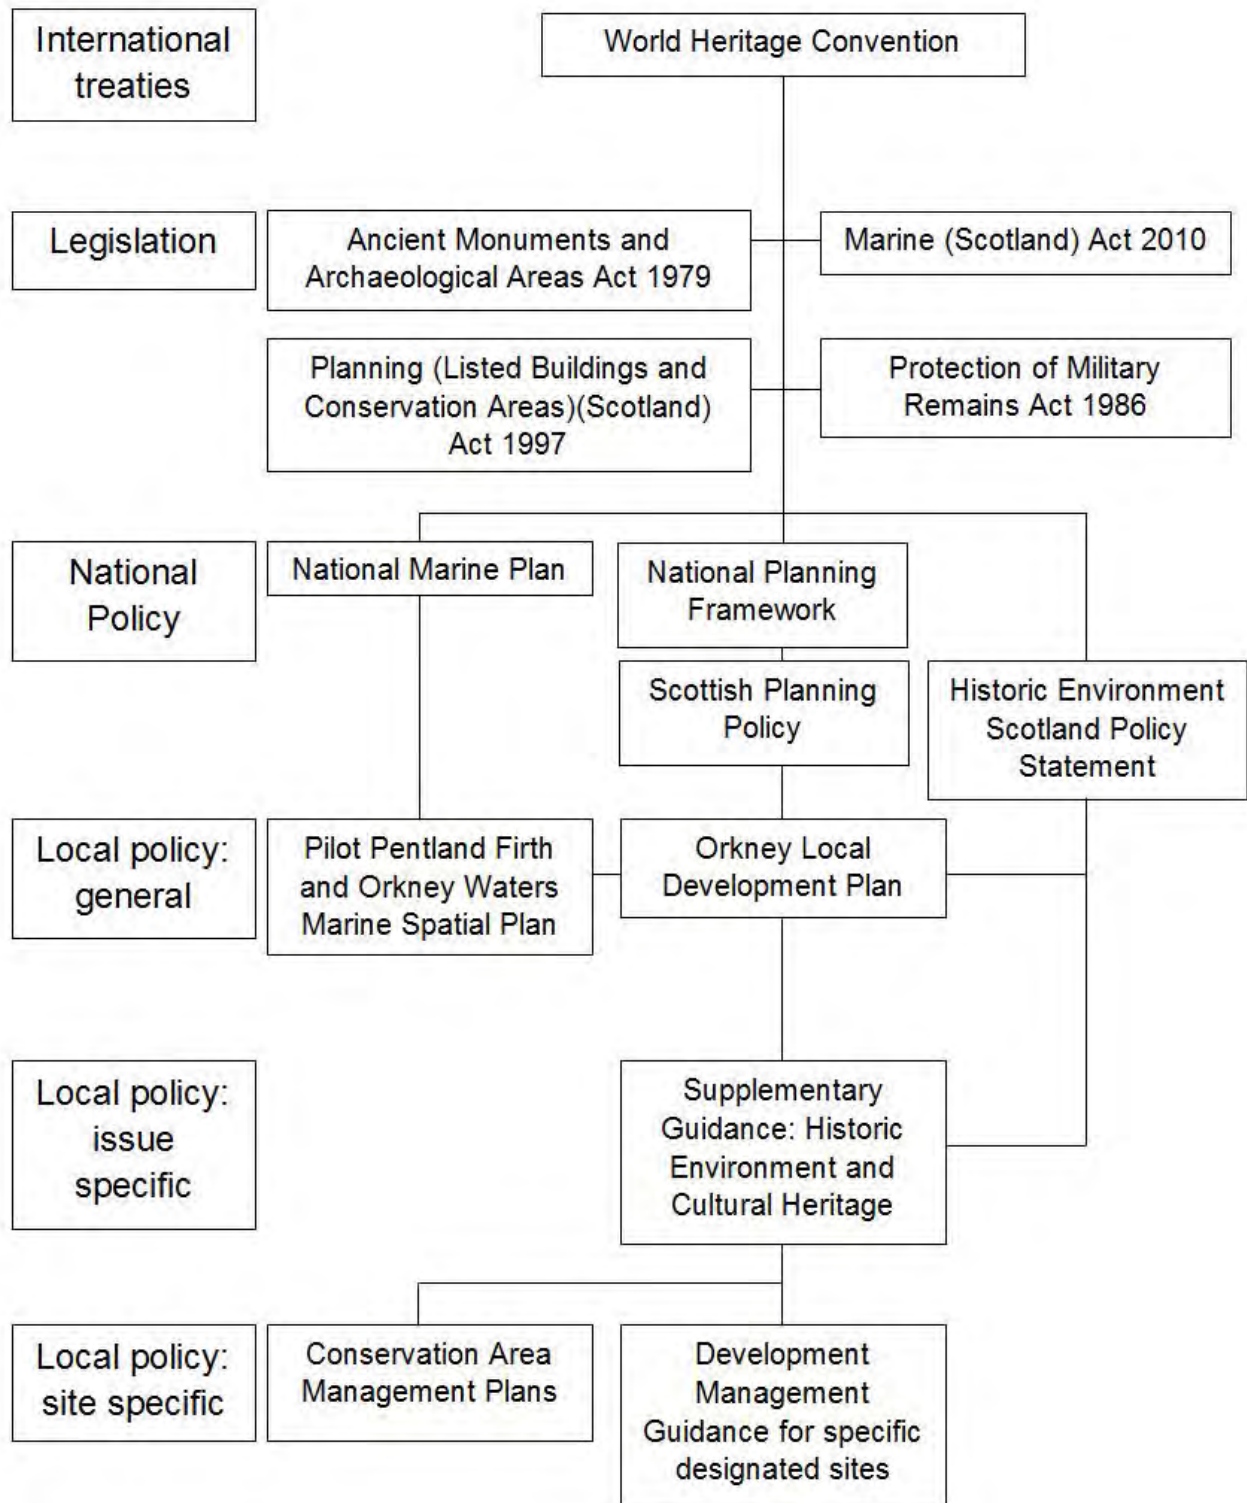 International
treaties
World Heritage Convention
Legislation
Ancient Monuments and
Archaeological Areas Act 1979
Marine (Scotland) Act 2010
Planning (Listed Buildings and
Conservation Areas)(Scotland)
Act 1997
Protection of Military
Remains Act 1986
National
Policy
National Marine Plan
National Planning
Framework
Scottish Planning
Policy
Historic Environment
Scotland Policy
Statement
Local policy:
general
Pilot Pentland Firth
and Orkney Waters
Marine Spatial Plan
Orkney Local
Development Plan
Local policy:
issue
specific
Supplementary
Guidance: Historic
Environment and
Cultural Heritage
Local policy:
site specific
Conservation Area
Management Plans
Development
Management
Guidance for specific
designated sites